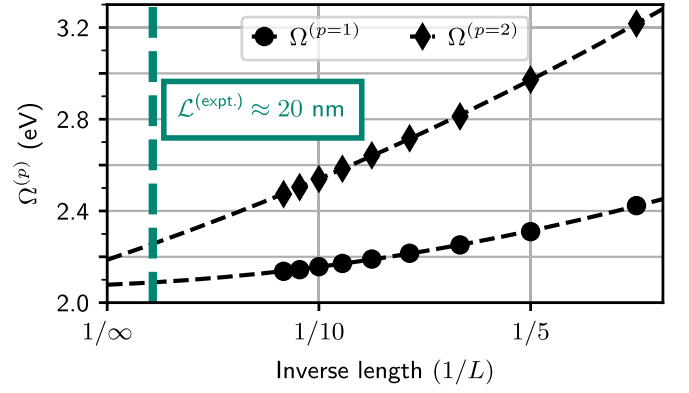 Ω^(p=1) Ω^(p=2)
ℒ^(expt.) ≈ 20 nm
Ω^(p) (eV)
3.2
2.8
2.4
2.0
1/∞ 1/10 1/5
Inverse length (1/L)